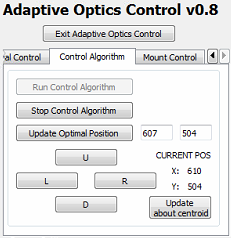 Adaptive Optics Control v0.8
Exit Adaptive Optics Control
al Control Control Algorithm Mount Control
Run Control Algorithm
Stop Control Algorithm
Update Optimal Position 607 504
U
CURRENT POS
L R X: 610
Y: 504
D
Update
about centroid